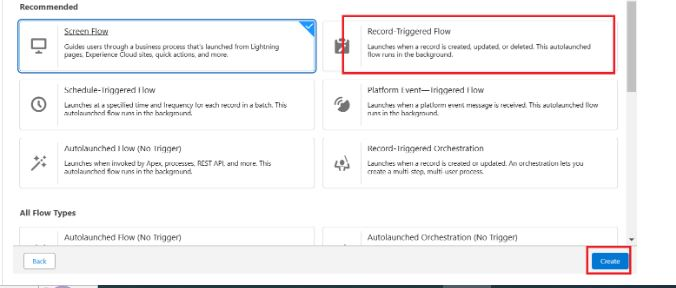 Recommended
Screen Flow
Guides users through a business process that's launched from Lightning
pages, Experience Cloud sites, quick actions, and more.
Record-Triggered Flow
Launches when a record is created, updated, or deleted. This autolaunched
flow runs in the background.
Schedule-Triggered Flow
Launches at a specified time and frequency for each record in a batch. This
autolaunched flow runs in the background.
Platform Event—Triggered Flow
Launches when a platform event message is received. This autolaunched flow
runs in the background.
Autolaunched Flow (No Trigger)
Launches when invoked by Apex, processes, REST API, and more. This
autolaunched flow runs in the background.
Record-Triggered Orchestration
Launches when a record is created or updated. An orchestration lets you
create a multi-step, multi-user process.
All Flow Types
Autolaunched Flow (No Trigger)
Autolaunched Orchestration (No Trigger)
Back
Create